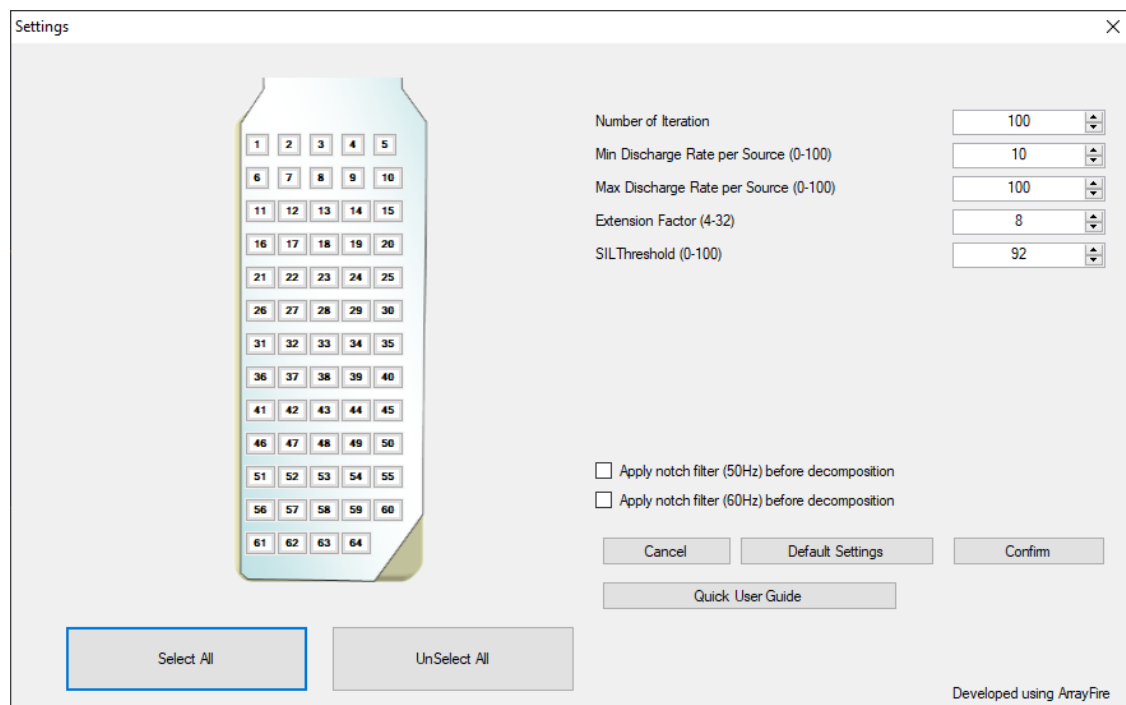 Settings
1 2 3 4 5
6 7 8 9 10
11 12 13 14 15
16 17 18 19 20
21 22 23 24 25
26 27 28 29 30
31 32 33 34 35
36 37 38 39 40
41 42 43 44 45
46 47 48 49 50
51 52 53 54 55
56 57 58 59 60
61 62 63 64
Select All
UnSelect All
Number of Iteration 100
Min Discharge Rate per Source (0-100) 10
Max Discharge Rate per Source (0-100) 100
Extension Factor (4-32) 8
SILThreshold (0-100) 92
Apply notch filter (50Hz) before decomposition
Apply notch filter (60Hz) before decomposition
Cancel Default Settings Confirm
Quick User Guide
Developed using ArrayFire